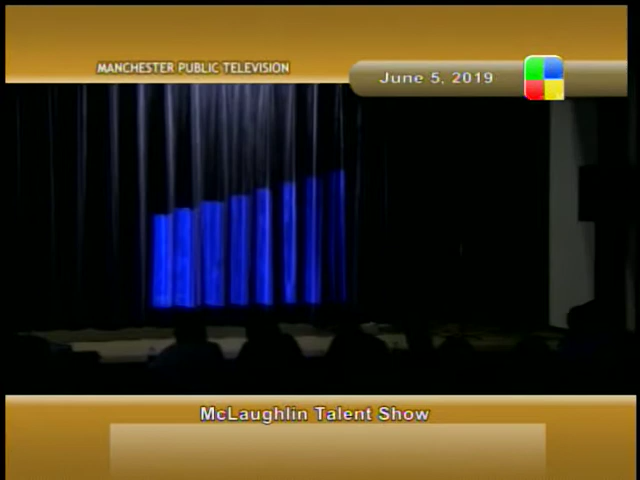 MANCHESTER PUBLIC TELEVISION
June 5, 2019
McLaughlin Talent Show